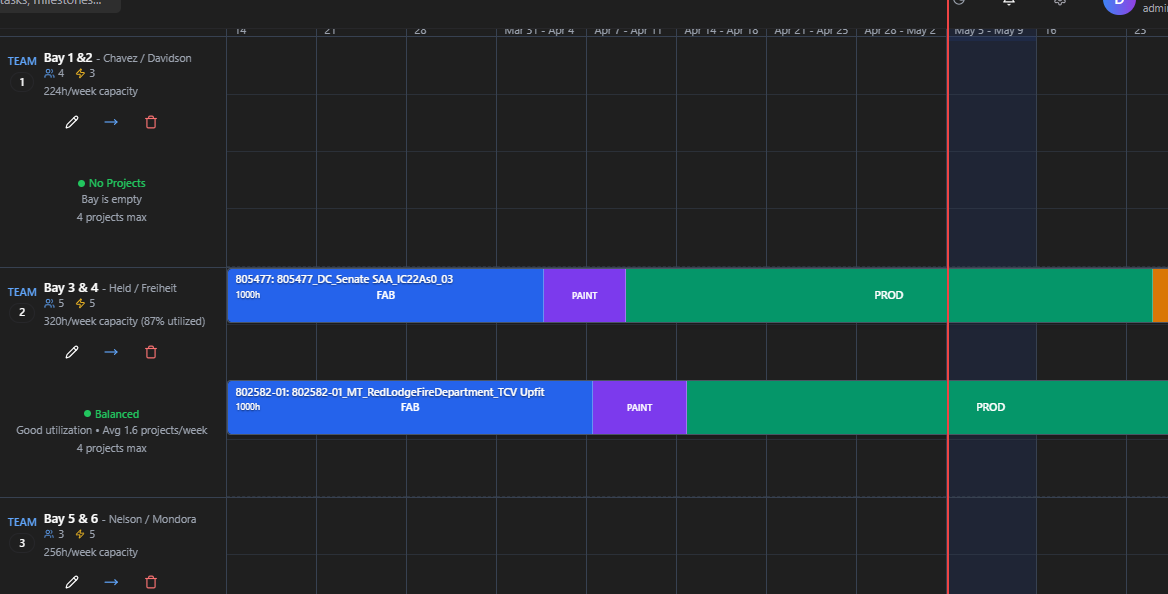 tasks, milestones...
D
admin
14 21 28 Mar 31 - Apr 4 Apr 7 - Apr 11 Apr 14 - Apr 18 Apr 21 - Apr 25 Apr 28 - May 2 May 5 - May 9 16 23
TEAM
1
Bay 1 &2 - Chavez / Davidson
4 3
224h/week capacity
No Projects
Bay is empty
4 projects max
TEAM
2
Bay 3 & 4 - Held / Freiheit
5 5
320h/week capacity (87% utilized)
Balanced
Good utilization • Avg 1.6 projects/week
4 projects max
805477: 805477_DC_Senate SAA_IC22As0_03
1000h FAB PAINT PROD
802582-01: 802582-01_MT_RedLodgeFireDepartment_TCV Upfit
1000h FAB PAINT PROD
TEAM
3
Bay 5 & 6 - Nelson / Mondora
3 5
256h/week capacity